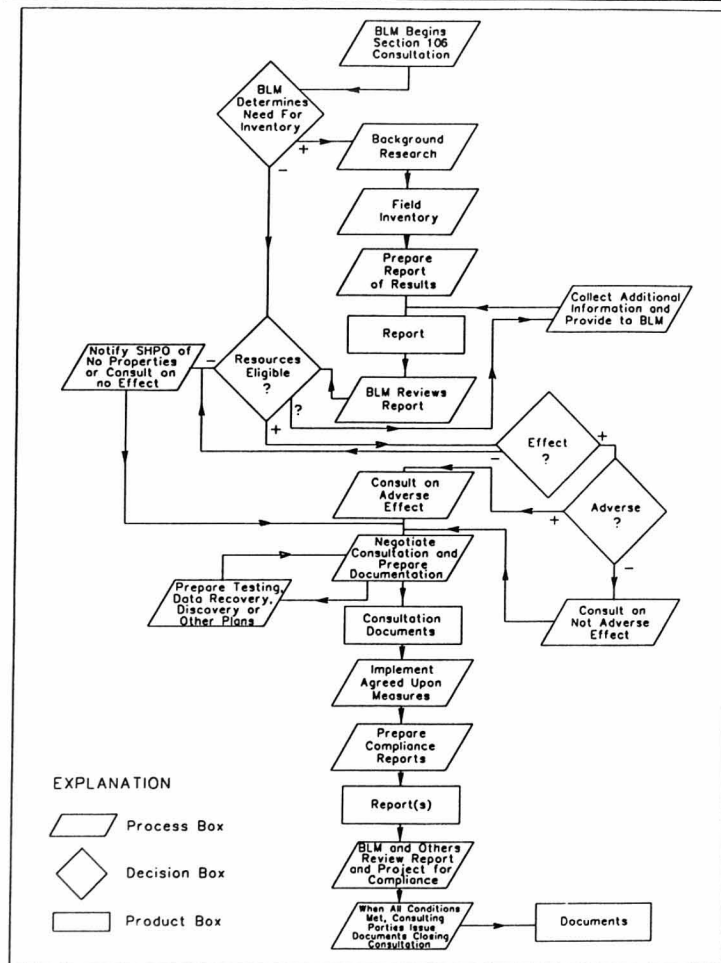 BLM Begins
Section 106
Consultation
BLM
Determines
Need For
Inventory
+
−
Background
Research
Field
Inventory
Prepare
Report
of Results
Collect Additional
Information and
Provide to BLM
Report
Notify SHPO of
No Properties
or Consult on
no Effect
−
Resources
Eligible
?
?
+
BLM Reviews
Report
Effect
?
+
−
Consult on
Adverse
Effect
Adverse
?
+
−
Negotiate
Consultation and
Prepare
Documentation
Prepare Testing,
Data Recovery,
Discovery or
Other Plans
Consult on
Not Adverse
Effect
Consultation
Documents
Implement
Agreed Upon
Measures
Prepare
Compliance
Reports
EXPLANATION
Process Box
Decision Box
Product Box
Report(s)
BLM and Others
Review Report
and Project for
Compliance
When All Conditions
Met, Consulting
Parties Issue
Documents Closing
Consultation
Documents